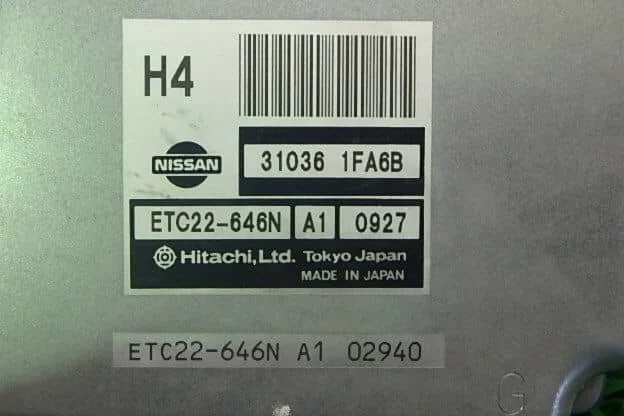 H4
NISSAN
31036 1FA6B
ETC22-646N A1 0927
Hitachi,Ltd. Tokyo Japan
MADE IN JAPAN
ETC22-646N A1 02940
G